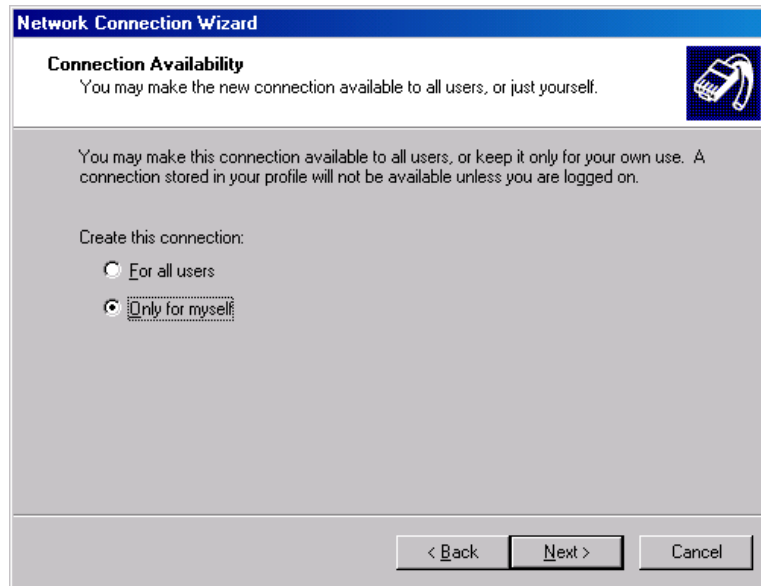 Network Connection Wizard
Connection Availability
You may make the new connection available to all users, or just yourself.
You may make this connection available to all users, or keep it only for your own use. A
connection stored in your profile will not be available unless you are logged on.
Create this connection:
For all users
Only for myself
< Back
Next >
Cancel